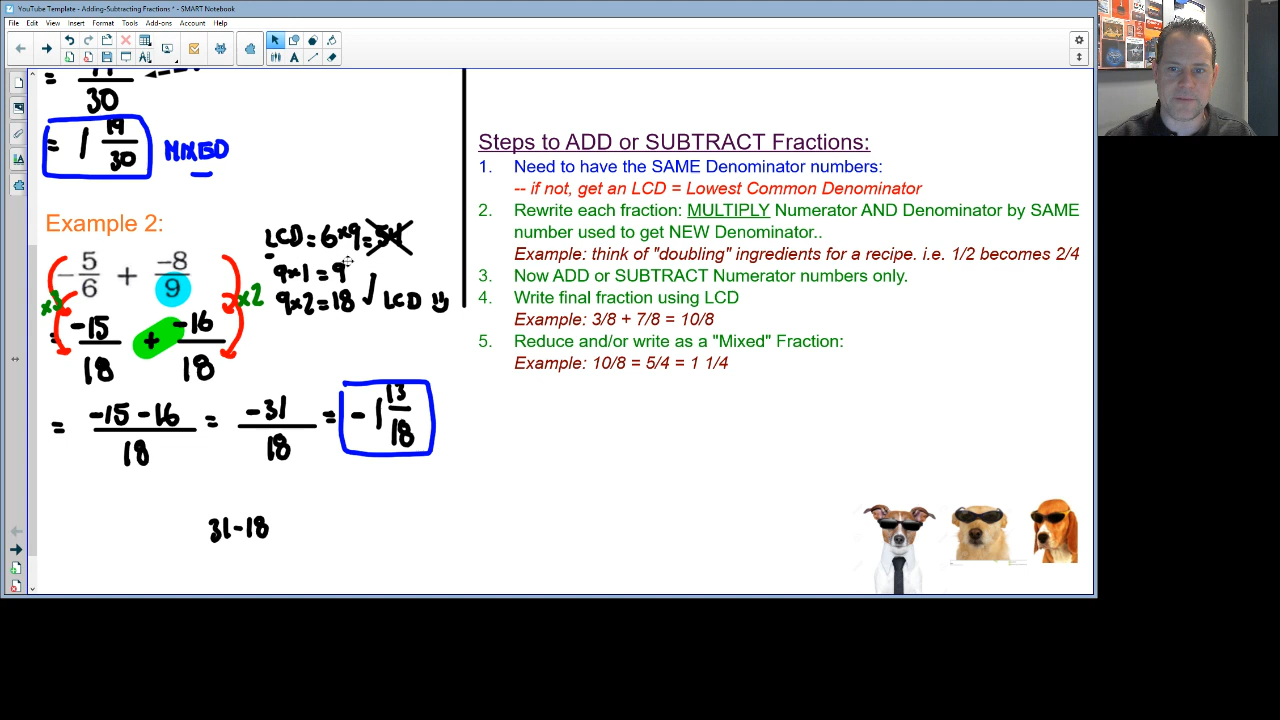 YouTube Template - Adding-Subtracting Fractions * - SMART Notebook
File Edit View Insert Format Tools Add-ons Account Help
=
30
= 1 19/30 MIXED
Example 2:
LCD = 6×9 = 54
-5/6 + -8/9
9×1 = 9
×3 ×2
9×2 = 18 √ LCD
= -15/18 + -16/18
= -15-16/18 = -31/18 = -1 13/18
31-18
Steps to ADD or SUBTRACT Fractions:
1. Need to have the SAME Denominator numbers:
-- if not, get an LCD = Lowest Common Denominator
2. Rewrite each fraction: MULTIPLY Numerator AND Denominator by SAME
number used to get NEW Denominator..
Example: think of "doubling" ingredients for a recipe. i.e. 1/2 becomes 2/4
3. Now ADD or SUBTRACT Numerator numbers only.
4. Write final fraction using LCD
Example: 3/8 + 7/8 = 10/8
5. Reduce and/or write as a "Mixed" Fraction:
Example: 10/8 = 5/4 = 1 1/4